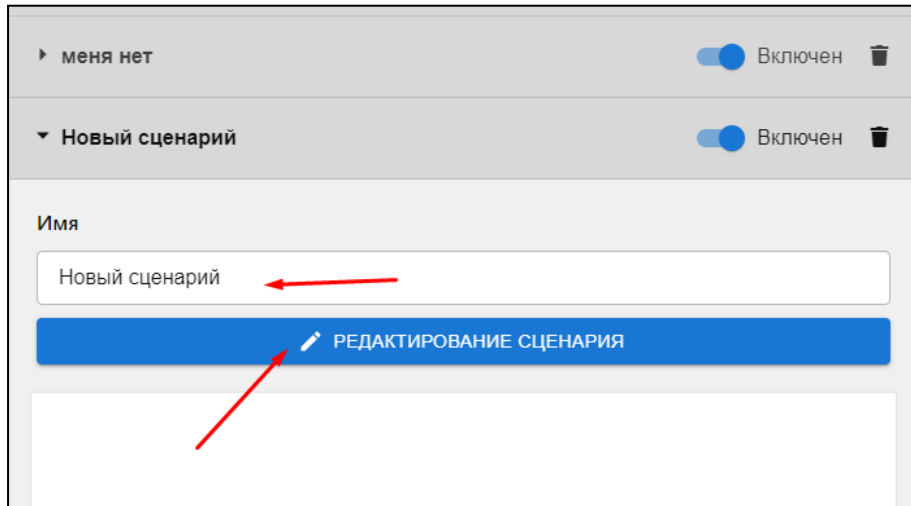 меня нет Включен
Новый сценарий Включен
Имя
Новый сценарий
РЕДАКТИРОВАНИЕ СЦЕНАРИЯ